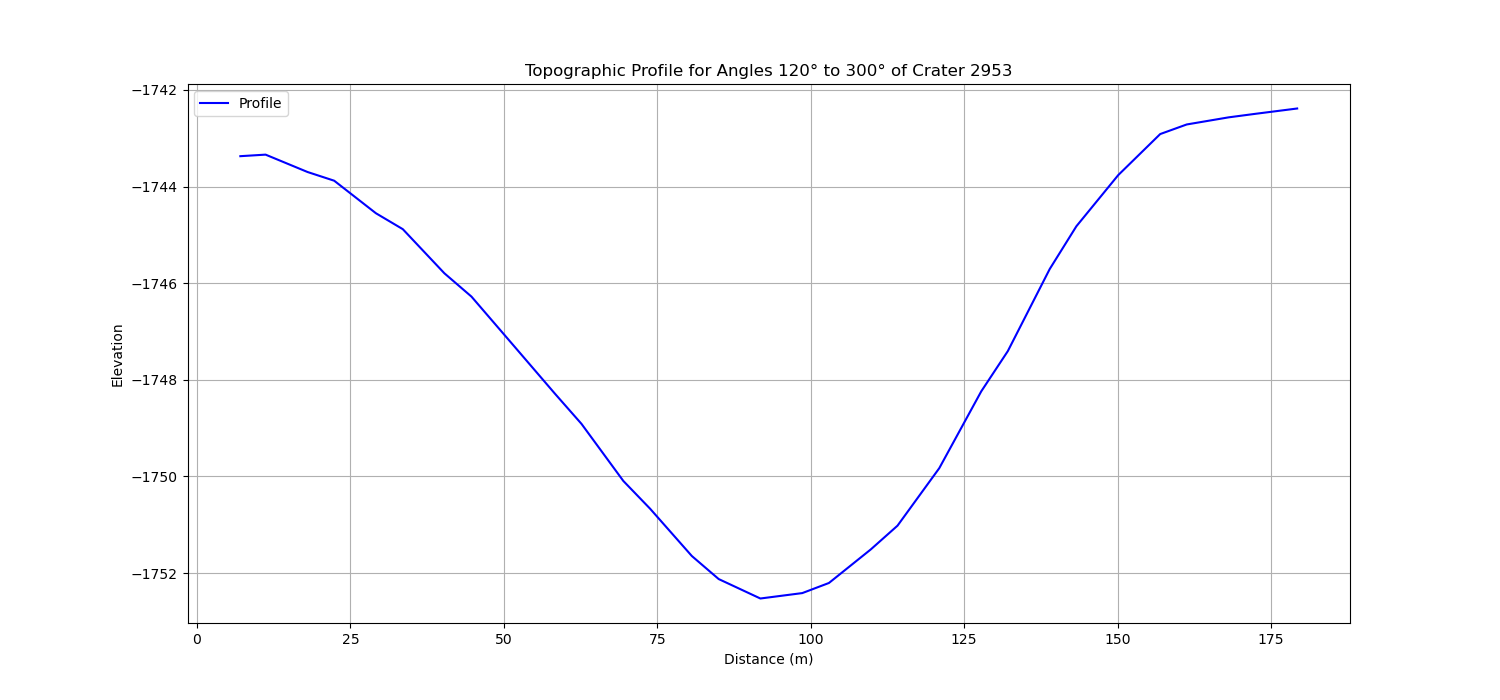 Topographic Profile for Angles 120° to 300° of Crater 2953
Profile
−1742
−1744
−1746
−1748
−1750
−1752
Elevation
0 25 50 75 100 125 150 175
Distance (m)